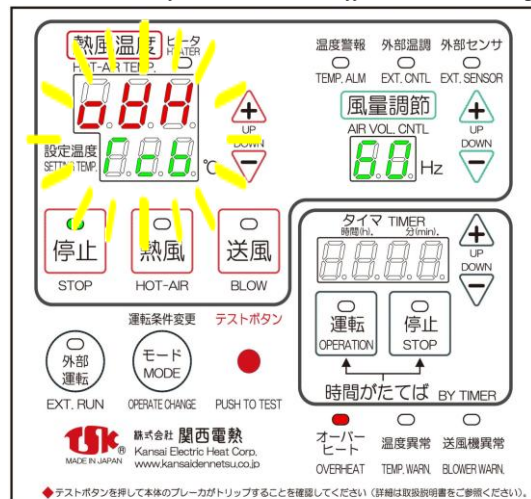 熱風温度 ヒータ
HOT-AIR TEMP. HEATER
温度警報 外部温調 外部センサ
TEMP. ALM EXT. CNTL EXT. SENSOR
oHH
UP
DOWN
設定温度
SETTING TEMP.
℃
風量調節
AIR VOL. CNTL
60 Hz
UP
DOWN
停止 熱風 送風
STOP HOT-AIR BLOW
タイマ TIMER
時間(h). 分(min).
8.8.8.8.
UP
DOWN
運転 停止
OPERATION STOP
時間がたてば BY TIMER
運転条件変更 テストボタン
外部
運転
モード
MODE
EXT. RUN OPERATE CHANGE PUSH TO TEST
TSK
MADE IN JAPAN
株式会社 関西電熱
Kansai Electric Heat Corp.
www.kansaidennetsu.co.jp
オーバー
ヒート 温度異常 送風機異常
OVERHEAT TEMP. WARN. BLOWER WARN.
◆テストボタンを押して本体のブレーカがトリップすることを確認してください(詳細は取扱説明書をご参照ください)。